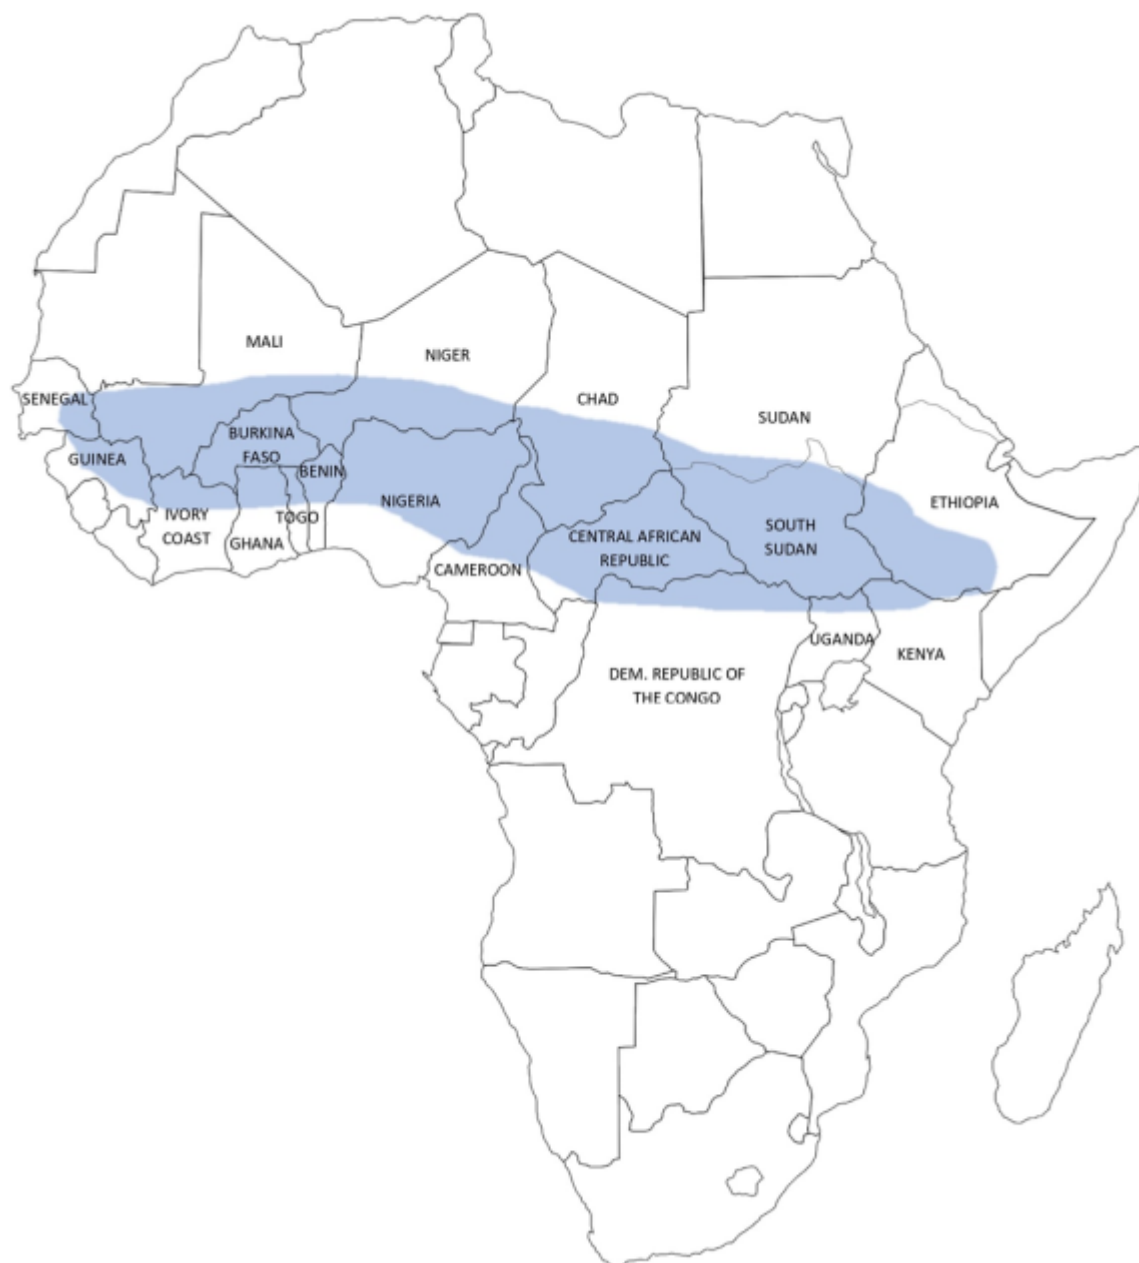 MALI
NIGER
SENEGAL
CHAD
SUDAN
BURKINA
FASO
GUINEA
BENIN
NIGERIA
ETHIOPIA
IVORY
COAST
TOGO
GHANA
SOUTH
SUDAN
CENTRAL AFRICAN
REPUBLIC
CAMEROON
UGANDA
KENYA
DEM. REPUBLIC OF
THE CONGO